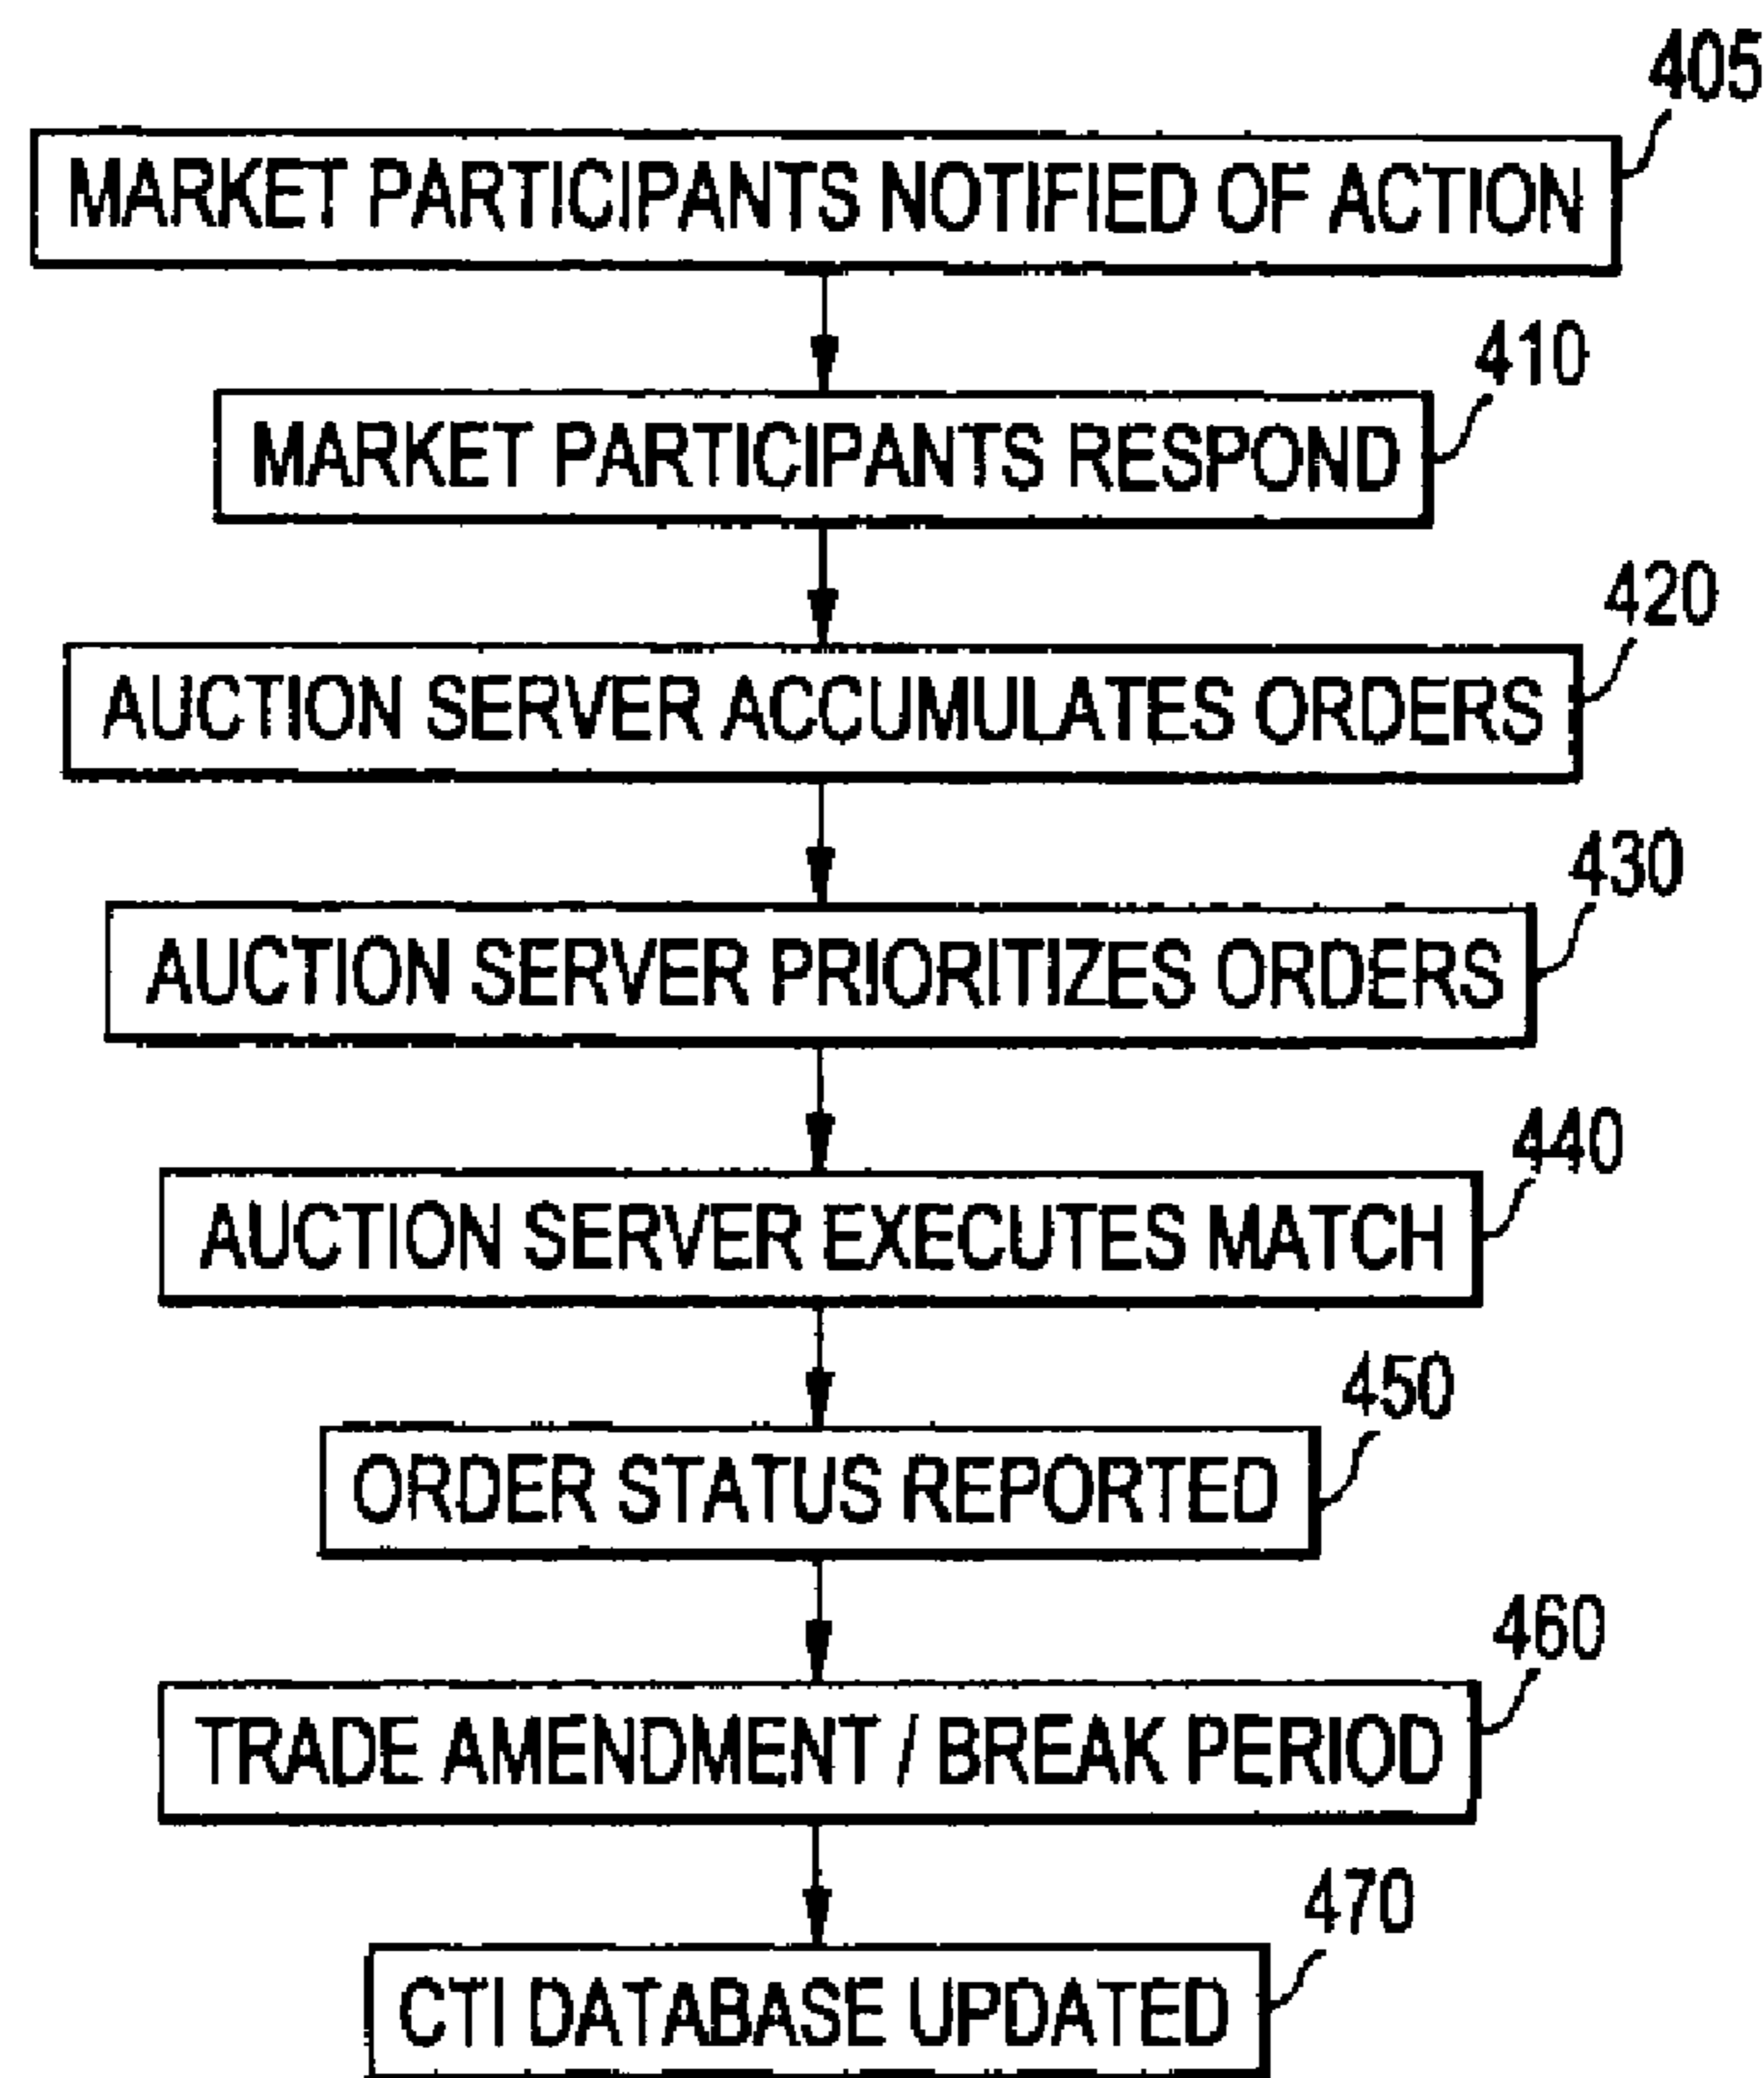 405
MARKET PARTICIPANTS NOTIFIED OF ACTION
410
MARKET PARTICIPANTS RESPOND
420
AUCTION SERVER ACCUMULATES ORDERS
430
AUCTION SERVER PRIORITIZES ORDERS
440
AUCTION SERVER EXECUTES MATCH
450
ORDER STATUS REPORTED
460
TRADE AMENDMENT / BREAK PERIOD
470
CTI DATABASE UPDATED